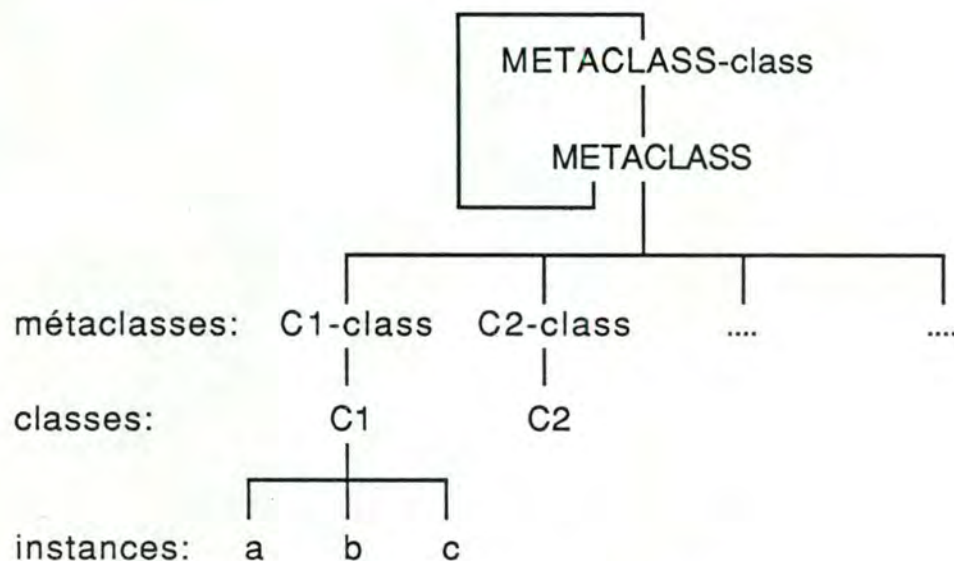 METACLASS-class
METACLASS
métaclasses: C1-class C2-class .... ....
classes: C1 C2
instances: a b c